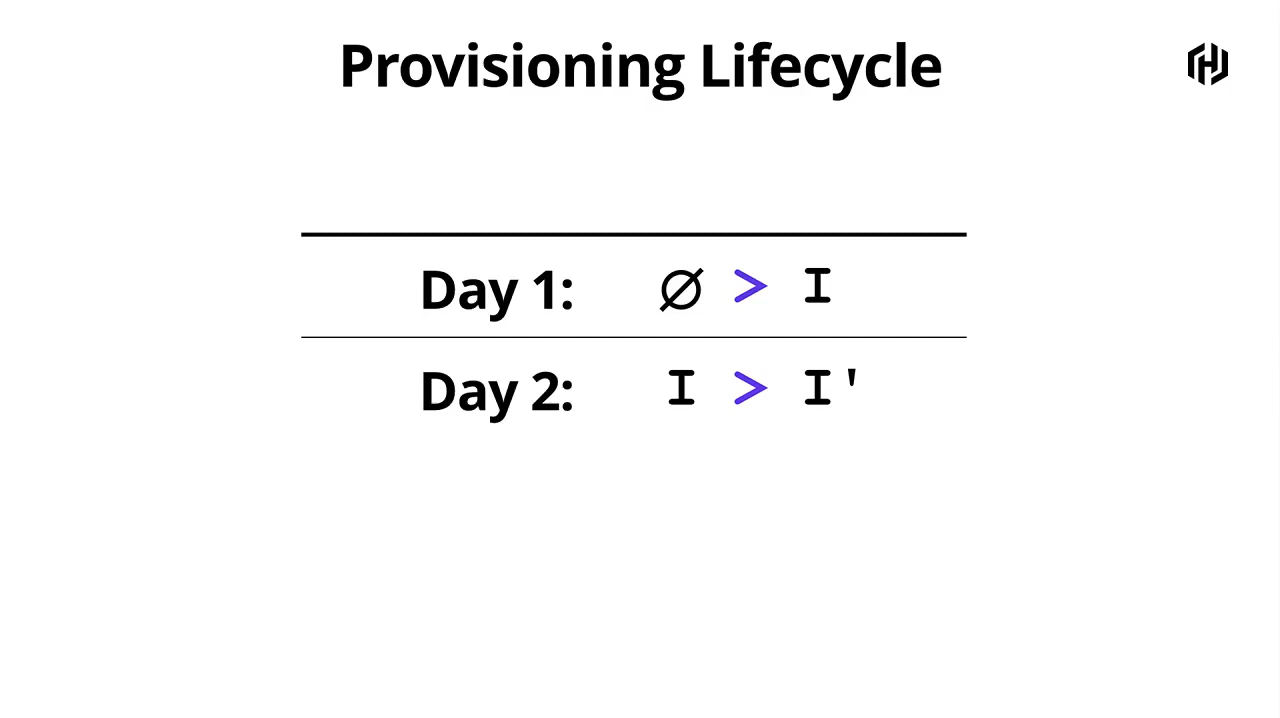 Provisioning Lifecycle
Day 1: ∅ > I
Day 2: I > I'